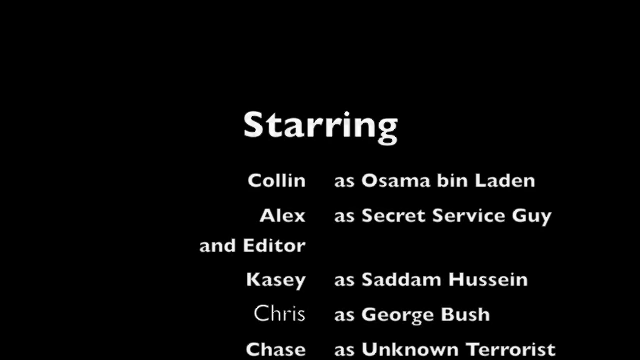 Starring
Collin as Osama bin Laden
Alex as Secret Service Guy
and Editor
Kasey as Saddam Hussein
Chris as George Bush
Chase as Unknown Terrorist